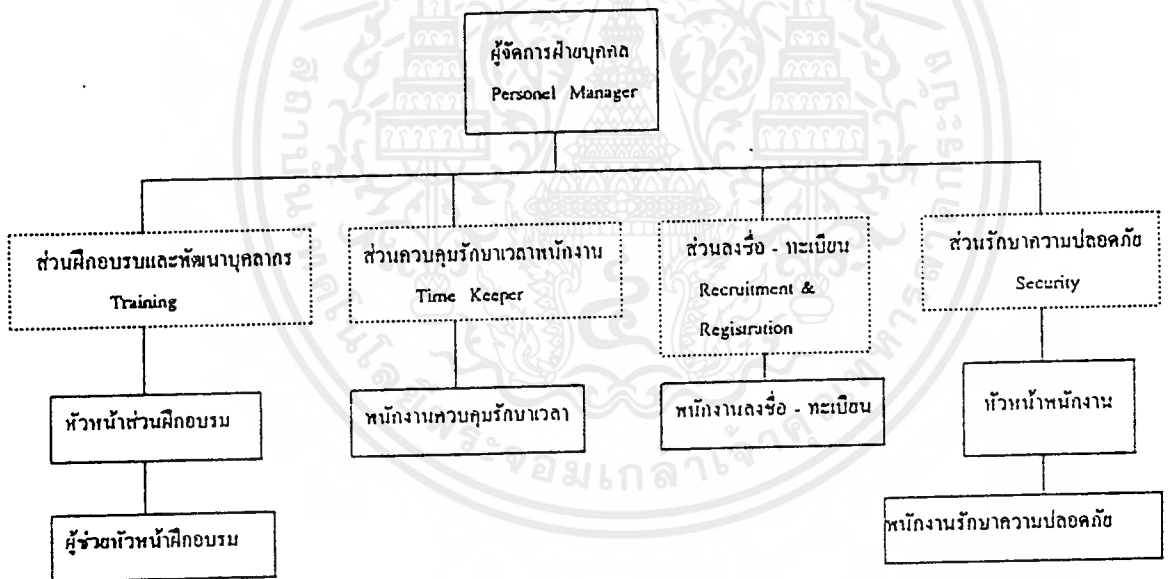 ผู้จัดการฝ่ายบุคคล
Personel Manager
ส่วนฝึกอบรมและพัฒนาบุคลากร
Training
ส่วนควบคุมรักษาเวลาพนักงาน
Time Keeper
ส่วนลงชื่อ - ทะเบียน
Recruitment &
Registration
ส่วนรักษาความปลอดภัย
Security
หัวหน้าส่วนฝึกอบรม
พนักงานควบคุมรักษาเวลา
พนักงานลงชื่อ - ทะเบียน
หัวหน้าพนักงาน
ผู้ช่วยหัวหน้าฝึกอบรม
พนักงานรักษาความปลอดภัย